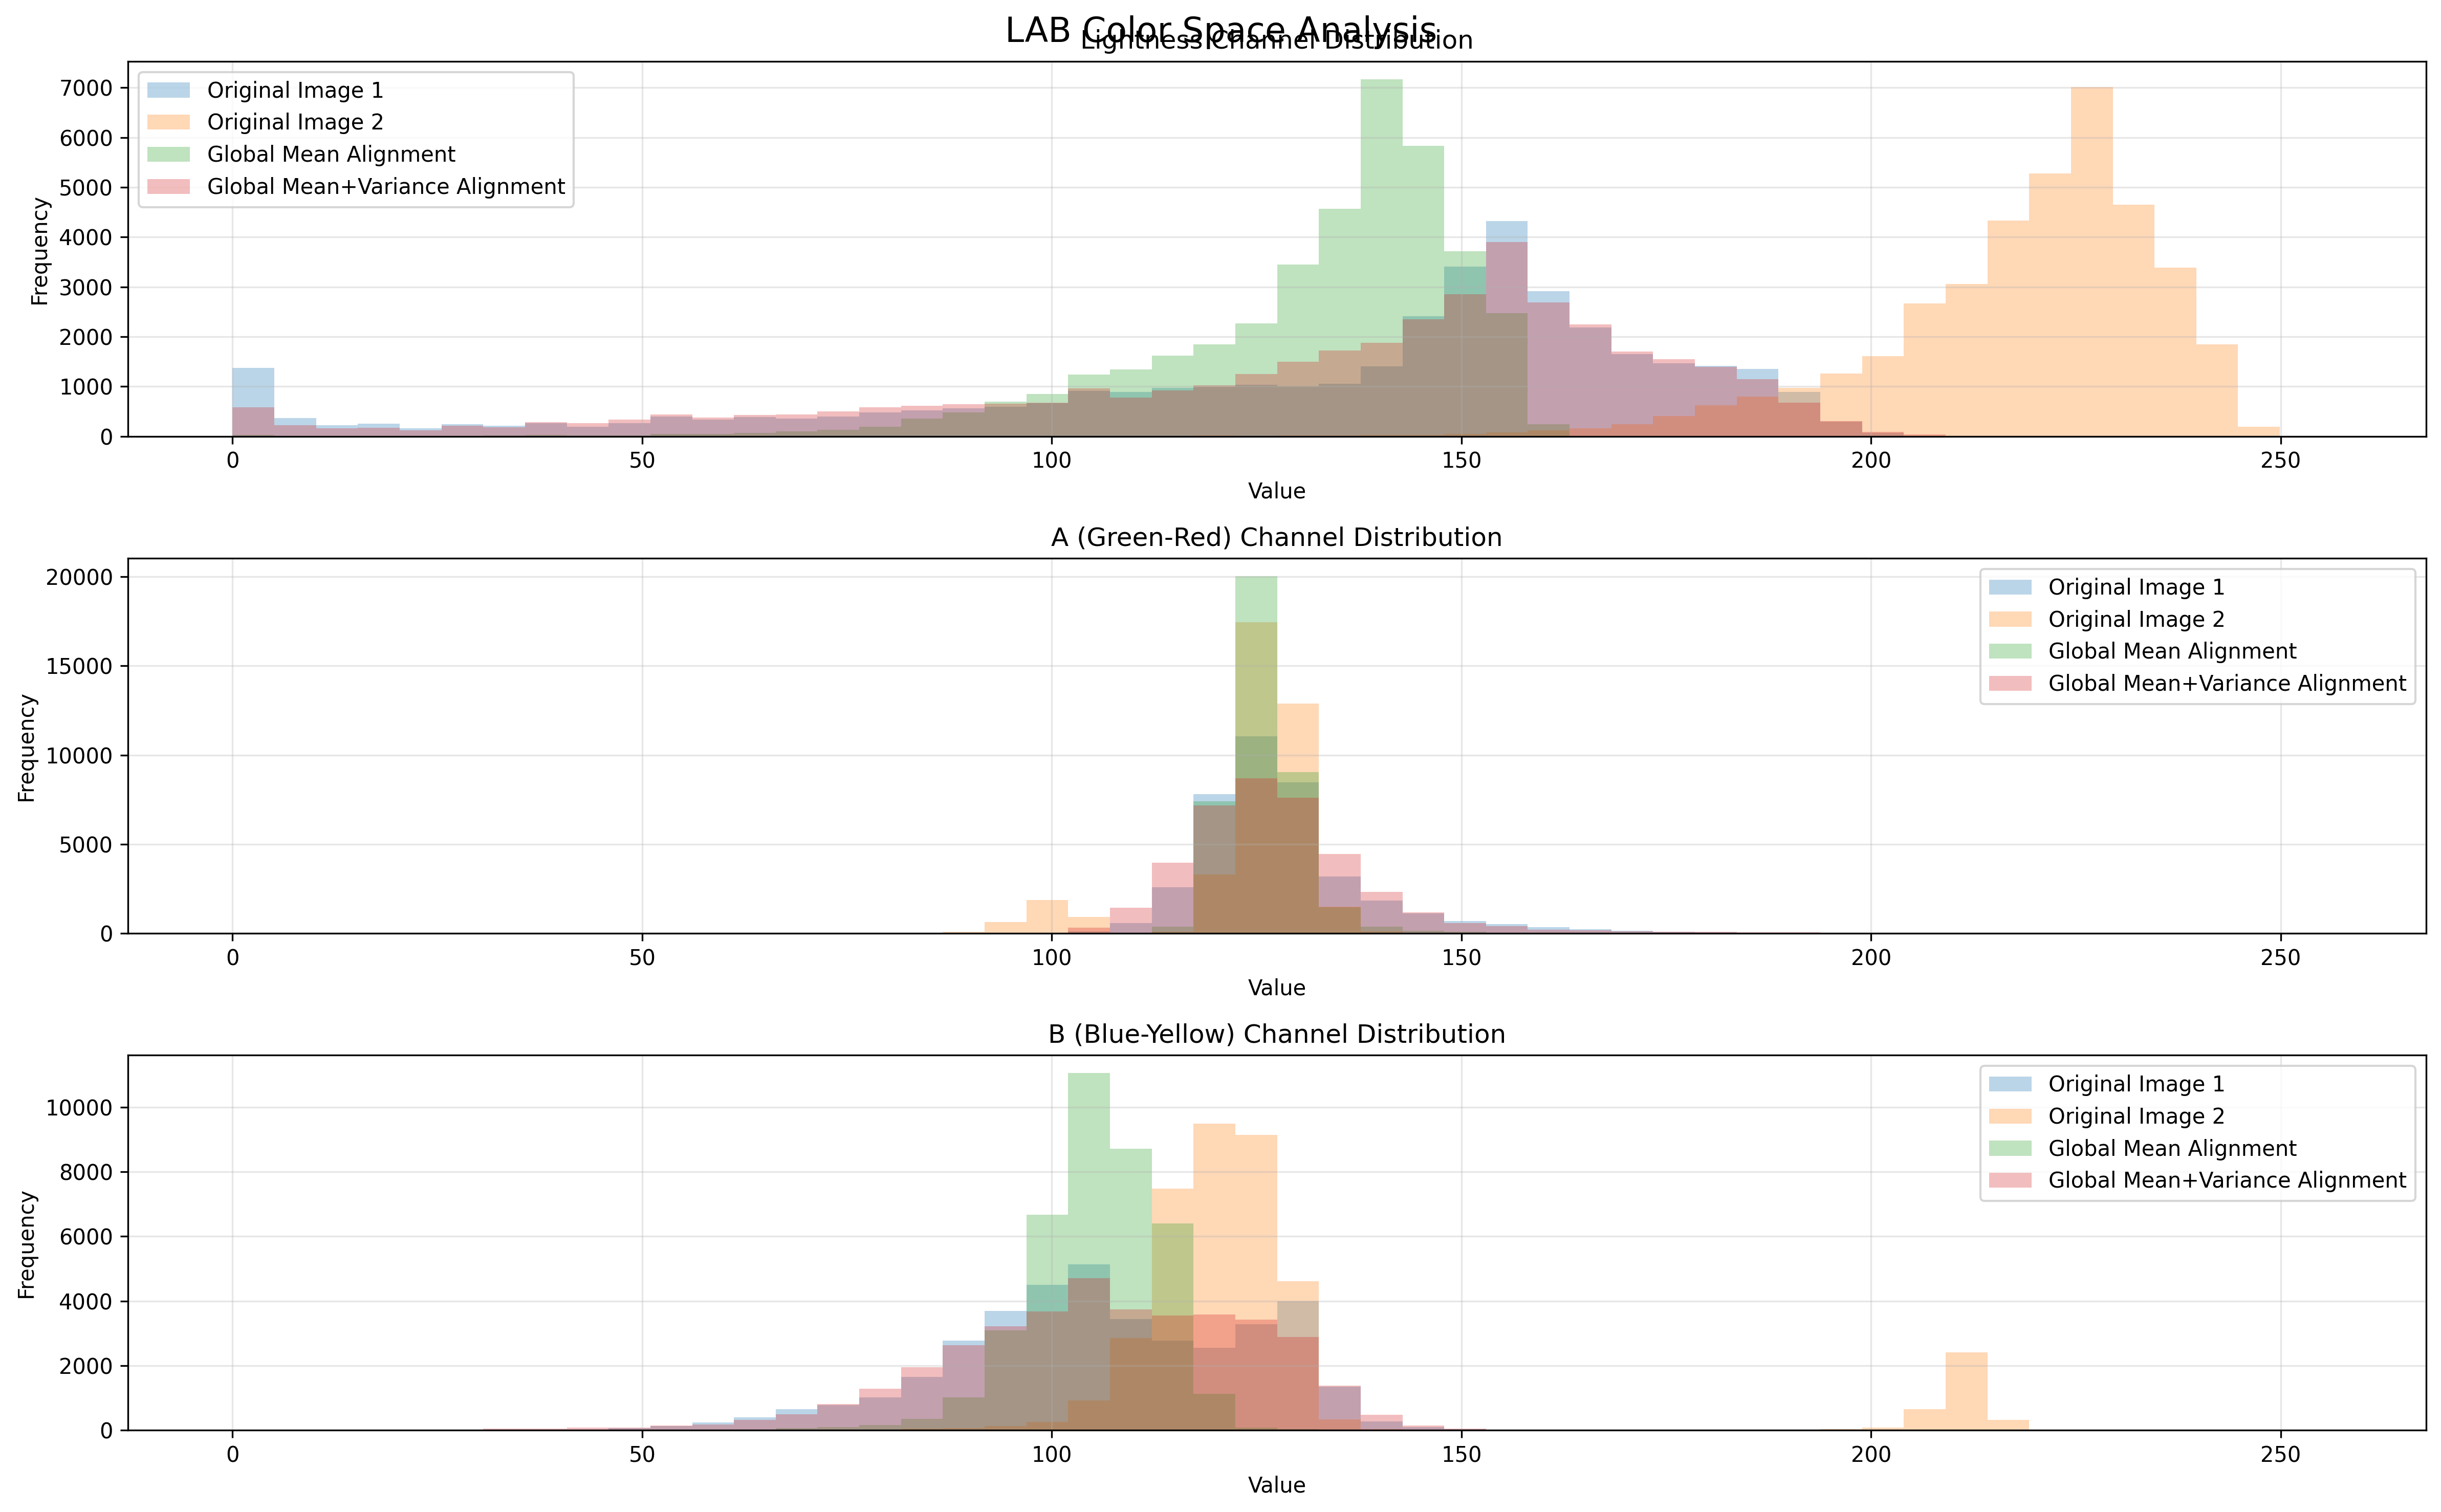 LAB Color Space Analysis
Lightness Channel Distribution
Original Image 1
Original Image 2
Global Mean Alignment
Global Mean+Variance Alignment
Frequency
7000
6000
5000
4000
3000
2000
1000
0
0 50 100 150 200 250
Value
A (Green-Red) Channel Distribution
Original Image 1
Original Image 2
Global Mean Alignment
Global Mean+Variance Alignment
Frequency
20000
15000
10000
5000
0
0 50 100 150 200 250
Value
B (Blue-Yellow) Channel Distribution
Original Image 1
Original Image 2
Global Mean Alignment
Global Mean+Variance Alignment
Frequency
10000
8000
6000
4000
2000
0
0 50 100 150 200 250
Value